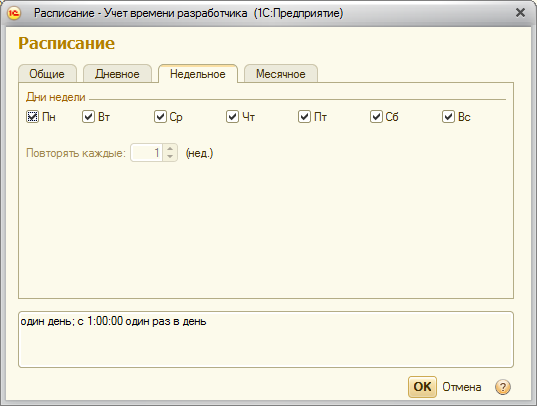 Расписание - Учет времени разработчика (1С:Предприятие)
Расписание
Общие Дневное Недельное Месячное
Дни недели
Пн Вт Ср Чт Пт Сб Вс
Повторять каждые: 1 (нед.)
один день; с 1:00:00 один раз в день
OK Отмена ?